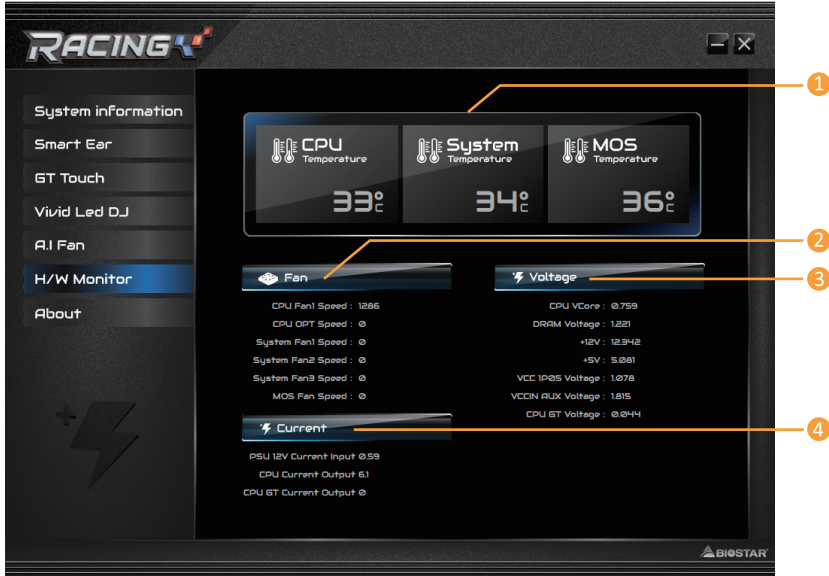 RACING
System information
Smart Ear
GT Touch
Vivid Led DJ
A.I Fan
H/W Monitor
About
1
CPU
Temperature
33°C
System
Temperature
34°C
MOS
Temperature
36°C
2
Fan
CPU Fan1 Speed : 1286
CPU OPT Speed : 0
System Fan1 Speed : 0
System Fan2 Speed : 0
System Fan3 Speed : 0
MOS Fan Speed : 0
3
Voltage
CPU VCore : 0.759
DRAM Voltage : 1.221
+12V : 12.342
+5V : 5.081
VCC 1P05 Voltage : 1.078
VCCIN AUX Voltage : 1.815
CPU GT Voltage : 0.044
4
Current
PSU 12V Current Input 0.59
CPU Current Output 6.1
CPU GT Current Output 0
BIOSTAR